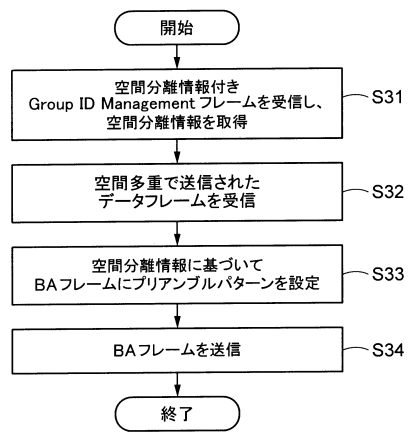 開始
空間分離情報付き
Group ID Management フレームを受信し、
空間分離情報を取得
S31
空間多重で送信された
データフレームを受信
S32
空間分離情報に基づいて
BAフレームにプリアンブルパターンを設定
S33
BAフレームを送信
S34
終了